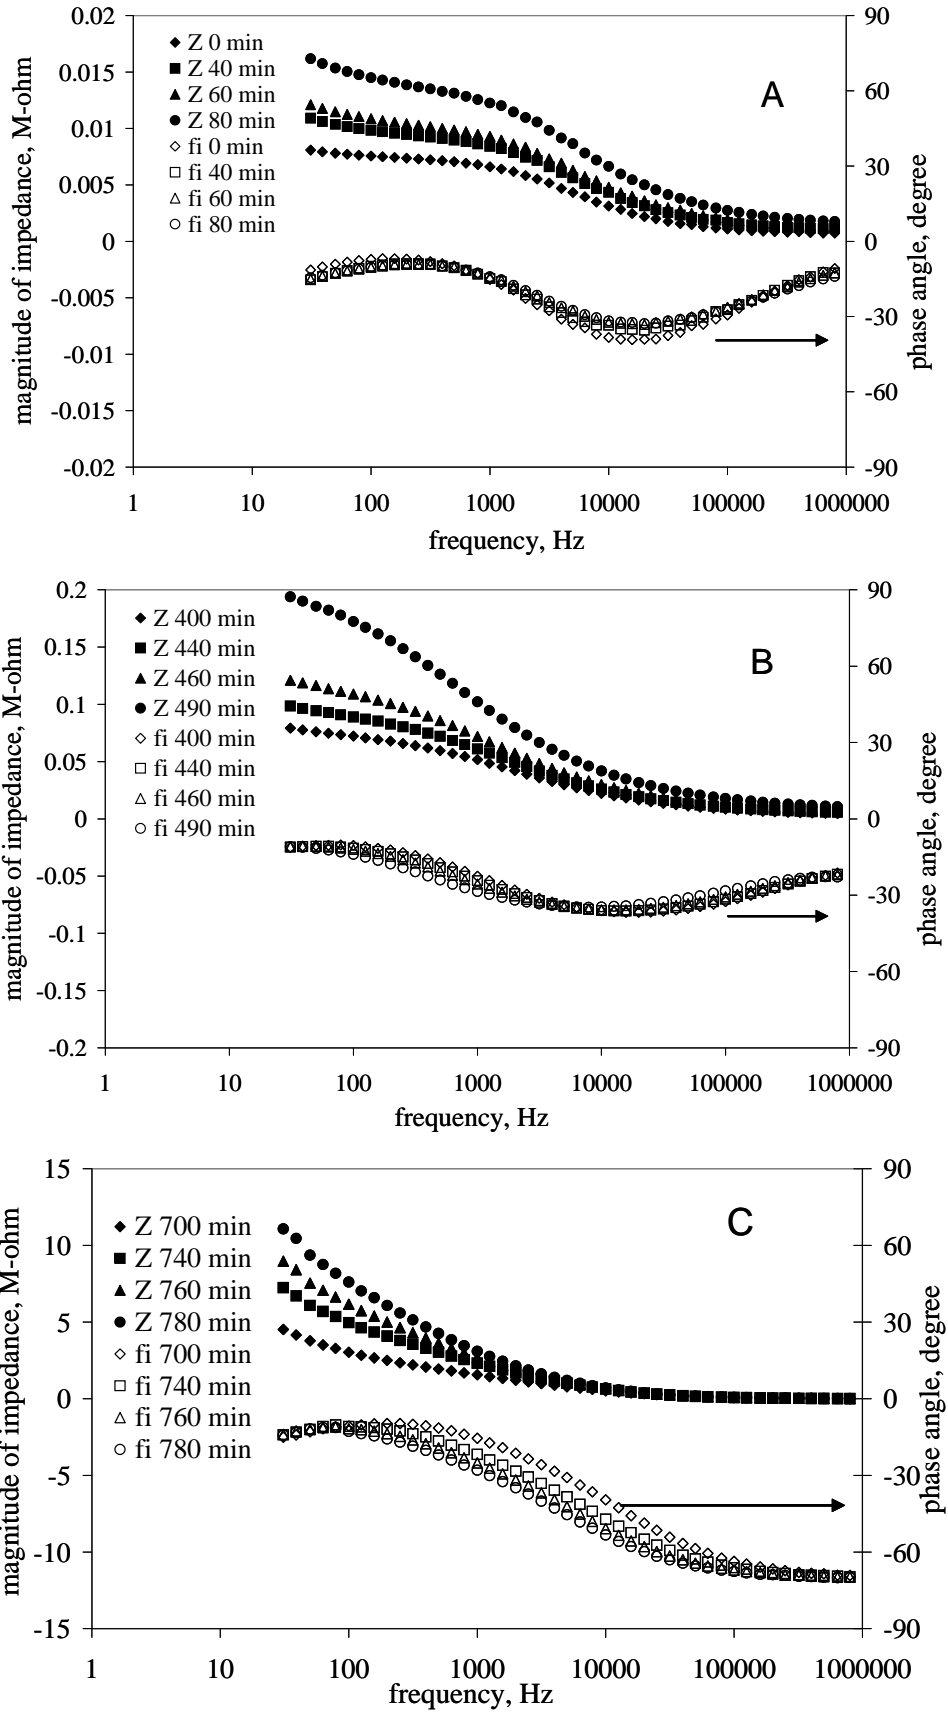 0.02
0.015
0.01
0.005
0
-0.005
-0.01
-0.015
-0.02
magnitude of impedance, M-ohm
Z 0 min
Z 40 min
Z 60 min
Z 80 min
fi 0 min
fi 40 min
fi 60 min
fi 80 min
A
90
60
30
0
-30
-60
-90
phase angle, degree
1 10 100 1000 10000 100000 1000000
frequency, Hz
0.2
0.15
0.1
0.05
0
-0.05
-0.1
-0.15
-0.2
magnitude of impedance, M-ohm
Z 400 min
Z 440 min
Z 460 min
Z 490 min
fi 400 min
fi 440 min
fi 460 min
fi 490 min
B
90
60
30
0
-30
-60
-90
phase angle, degree
1 10 100 1000 10000 100000 1000000
frequency, Hz
15
10
5
0
-5
-10
-15
magnitude of impedance, M-ohm
Z 700 min
Z 740 min
Z 760 min
Z 780 min
fi 700 min
fi 740 min
fi 760 min
fi 780 min
C
90
60
30
0
-30
-60
-90
phase angle, degree
1 10 100 1000 10000 100000 1000000
frequency, Hz